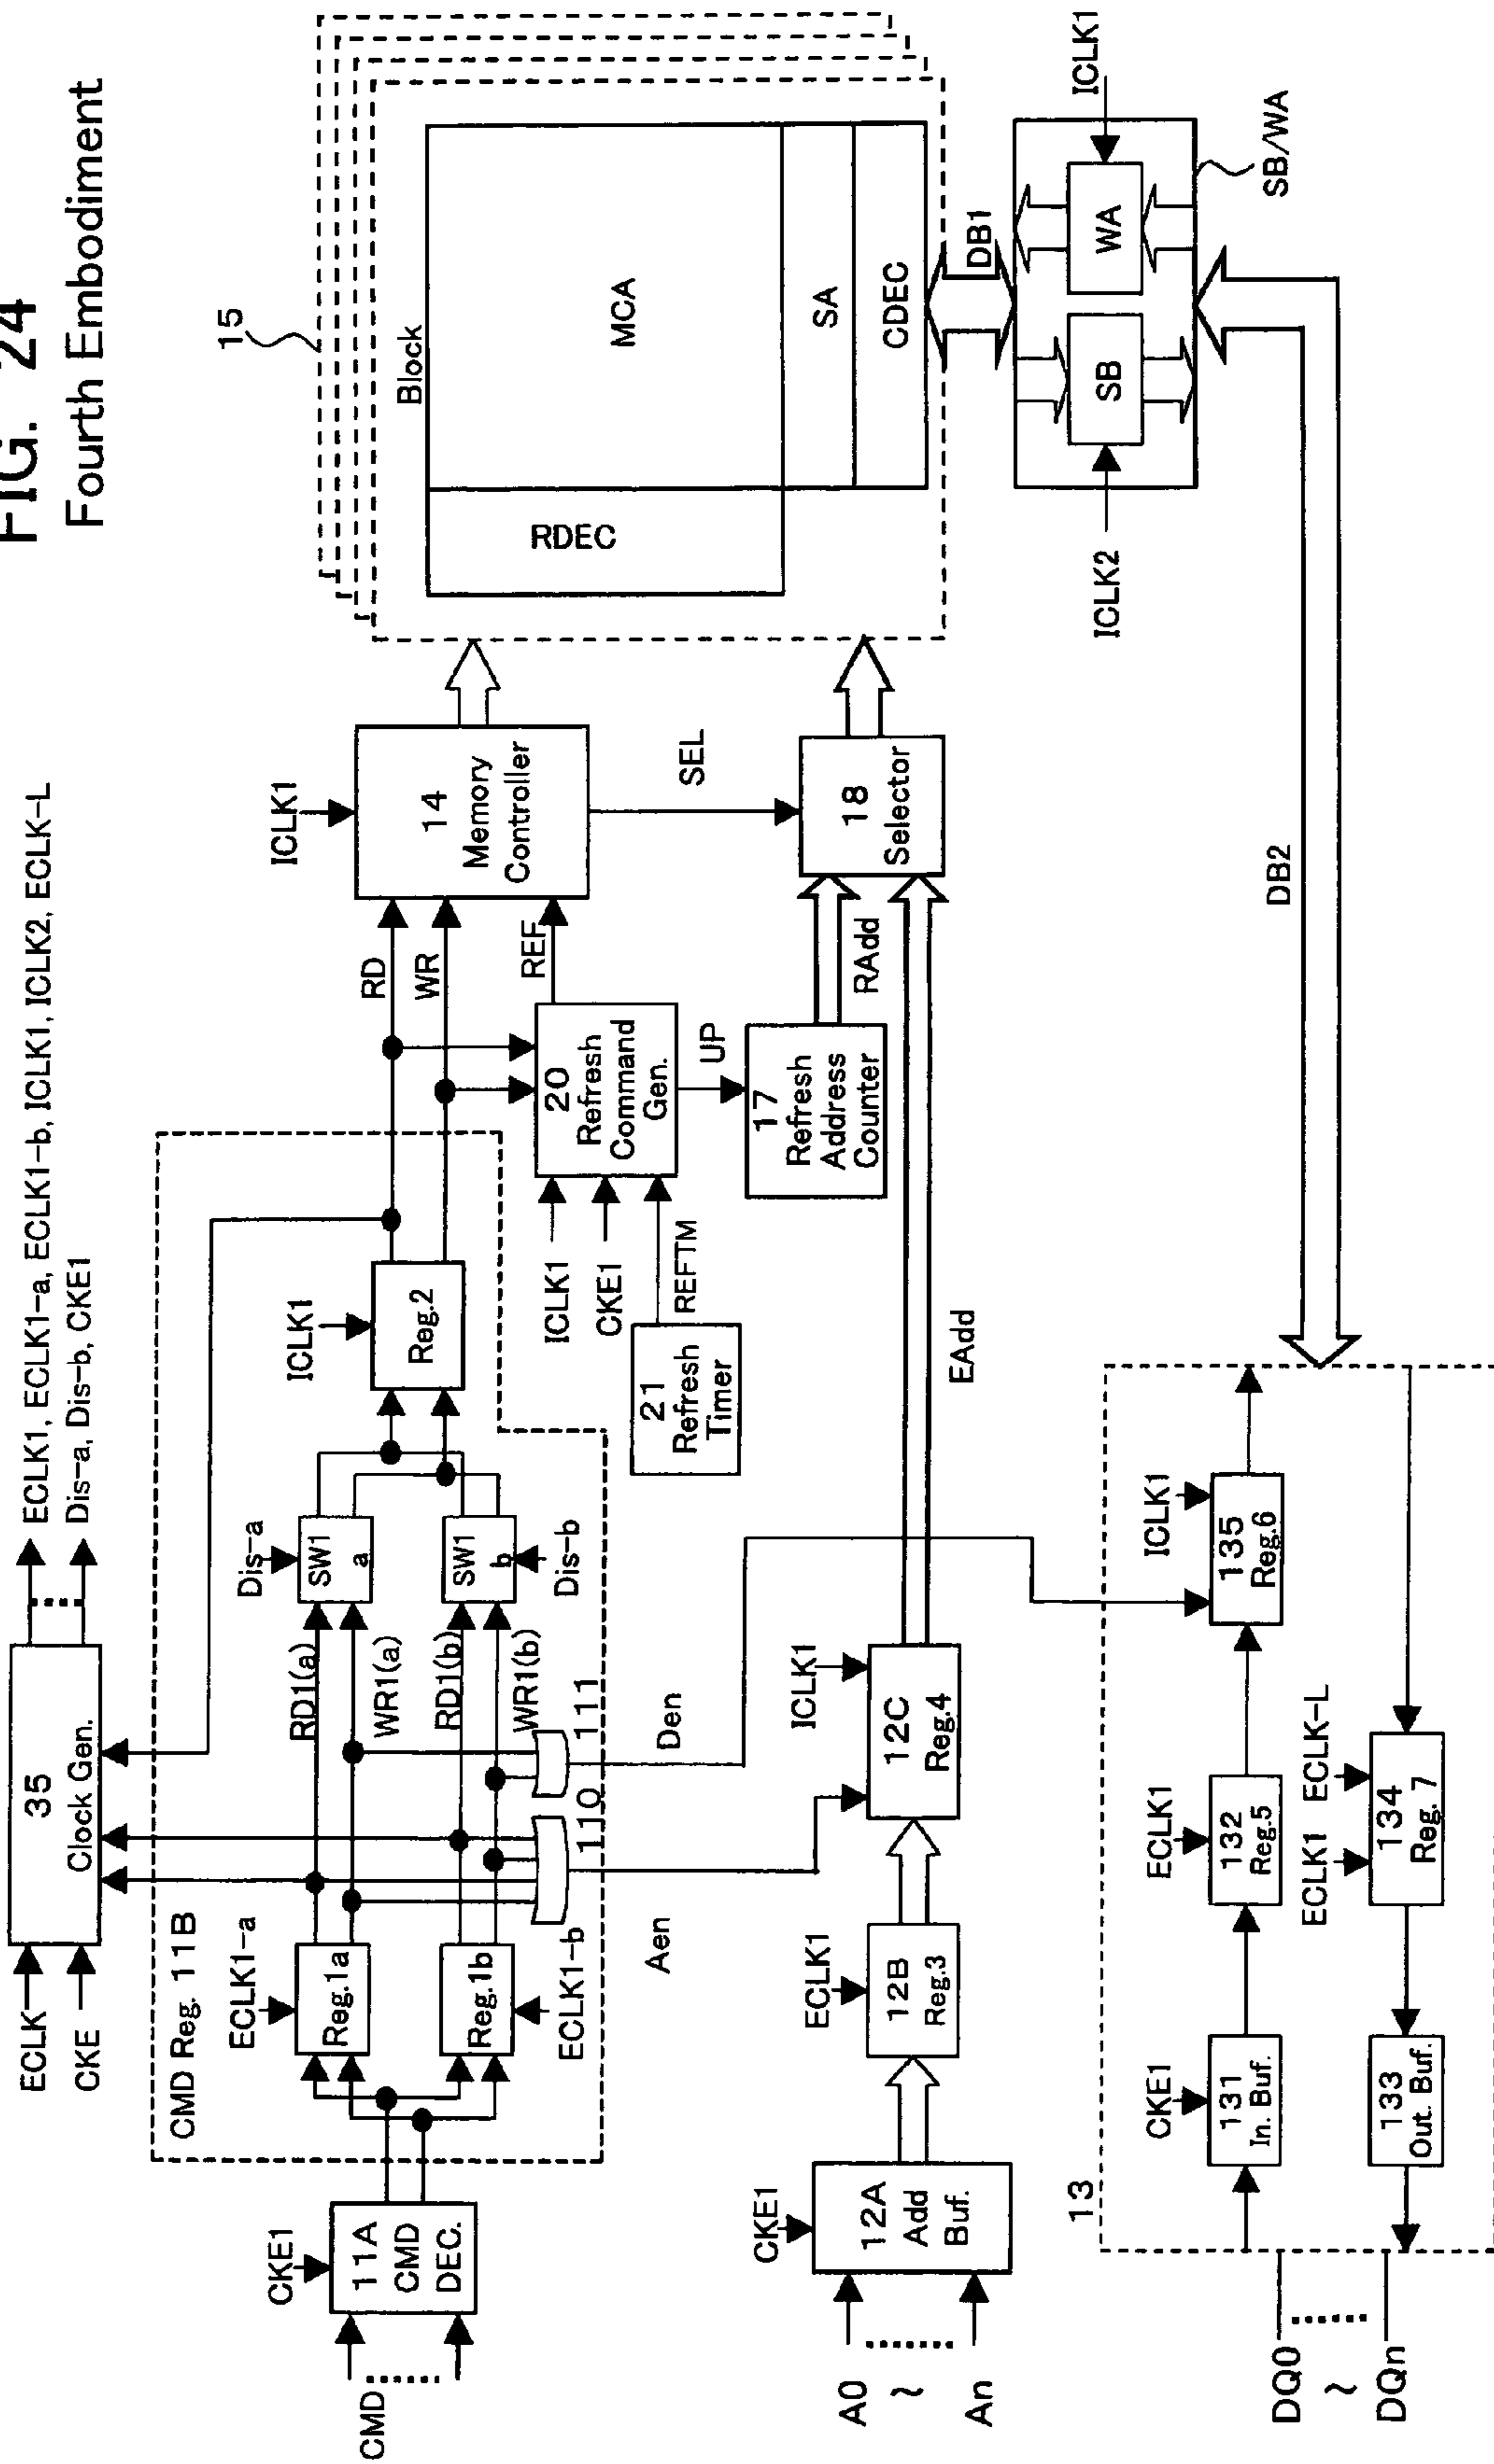 FIG. 24
Fourth Embodiment
ECLK
CKE
35
Clock Gen.
ECLK1, ECLK1-a, ECLK1-b, ICLK1, ICLK2, ECLK-L
Dis-a, Dis-b, CKE1
CMD Reg. 11B
CMD
CKE1
11A
CMD
DEC.
ECLK1-a
Reg.1a
Reg.1b
ECLK1-b
RD1(a)
WR1(a)
RD1(b)
WR1(b)
110
111
Aen
Den
Dis-a
SW1
a
SW1
b
Dis-b
ICLK1
Reg.2
RD
WR
REF
ICLK1
CKE1
REFTM
21
Refresh
Timer
20
Refresh
Command
Gen.
UP
17
Refresh
Address
Counter
RAdd
EAdd
ICLK1
14
Memory
Controller
SEL
18
Selector
15
Block
RDEC
MCA
SA
CDEC
DB1
ICLK2
SB
WA
ICLK1
SB/WA
DB2
A0
~
An
CKE1
12A
Add
Buf.
ECLK1
12B
Reg.3
ICLK1
12C
Reg.4
DQ0
~
DQn
13
CKE1
131
In. Buf.
ECLK1
132
Reg.5
ICLK1
135
Reg.6
133
Out. Buf.
ECLK1
ECLK-L
134
Reg. 7